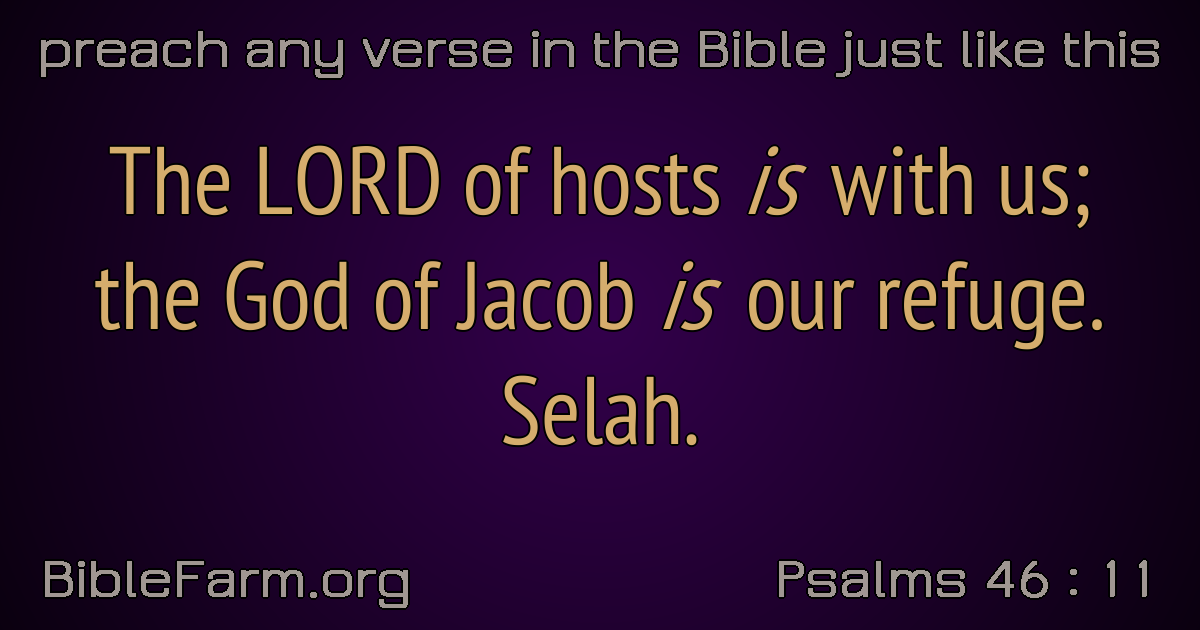 preach any verse in the Bible just like this
The LORD of hosts is with us;
the God of Jacob is our refuge.
Selah.
BibleFarm.org
Psalms 46 : 11